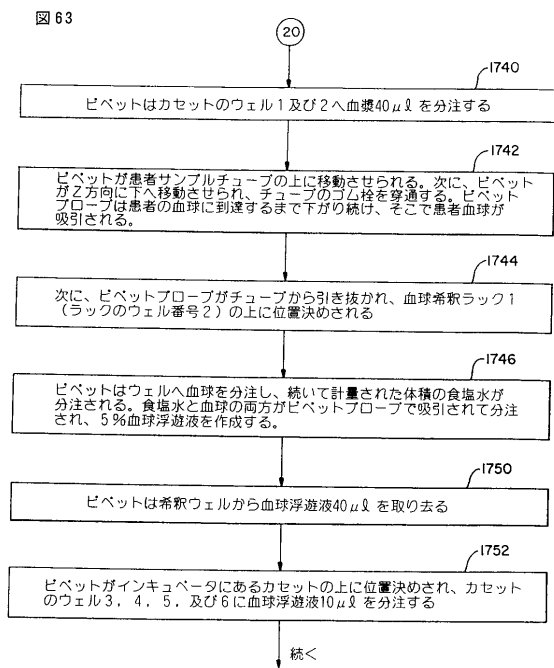 図63
20
1740
ピペットはカセットのウェル1及び2へ血漿40μlを分注する
1742
ピペットが患者サンプルチューブの上に移動させられる。次に、ピペット
がZ方向に下へ移動させられ、チューブのゴム栓を穿通する。ピペット
プローブは患者の血球に到達するまで下がり続け、そこで患者血球が
吸引される。
1744
次に、ピペットプローブがチューブから引き抜かれ、血球希釈ラック1
(ラックのウェル番号2)の上に位置決めされる
1746
ピペットはウェルへ血球を分注し、続いて計量された体積の食塩水が
分注される。食塩水と血球の両方がピペットプローブで吸引されて分注
され、5%血球浮遊液を作成する。
1750
ピペットは希釈ウェルから血球浮遊液40μlを取り去る
1752
ピペットがインキュベータにあるカセットの上に位置決めされ、カセット
のウェル3, 4, 5, 及び6に血球浮遊液10μlを分注する
続く